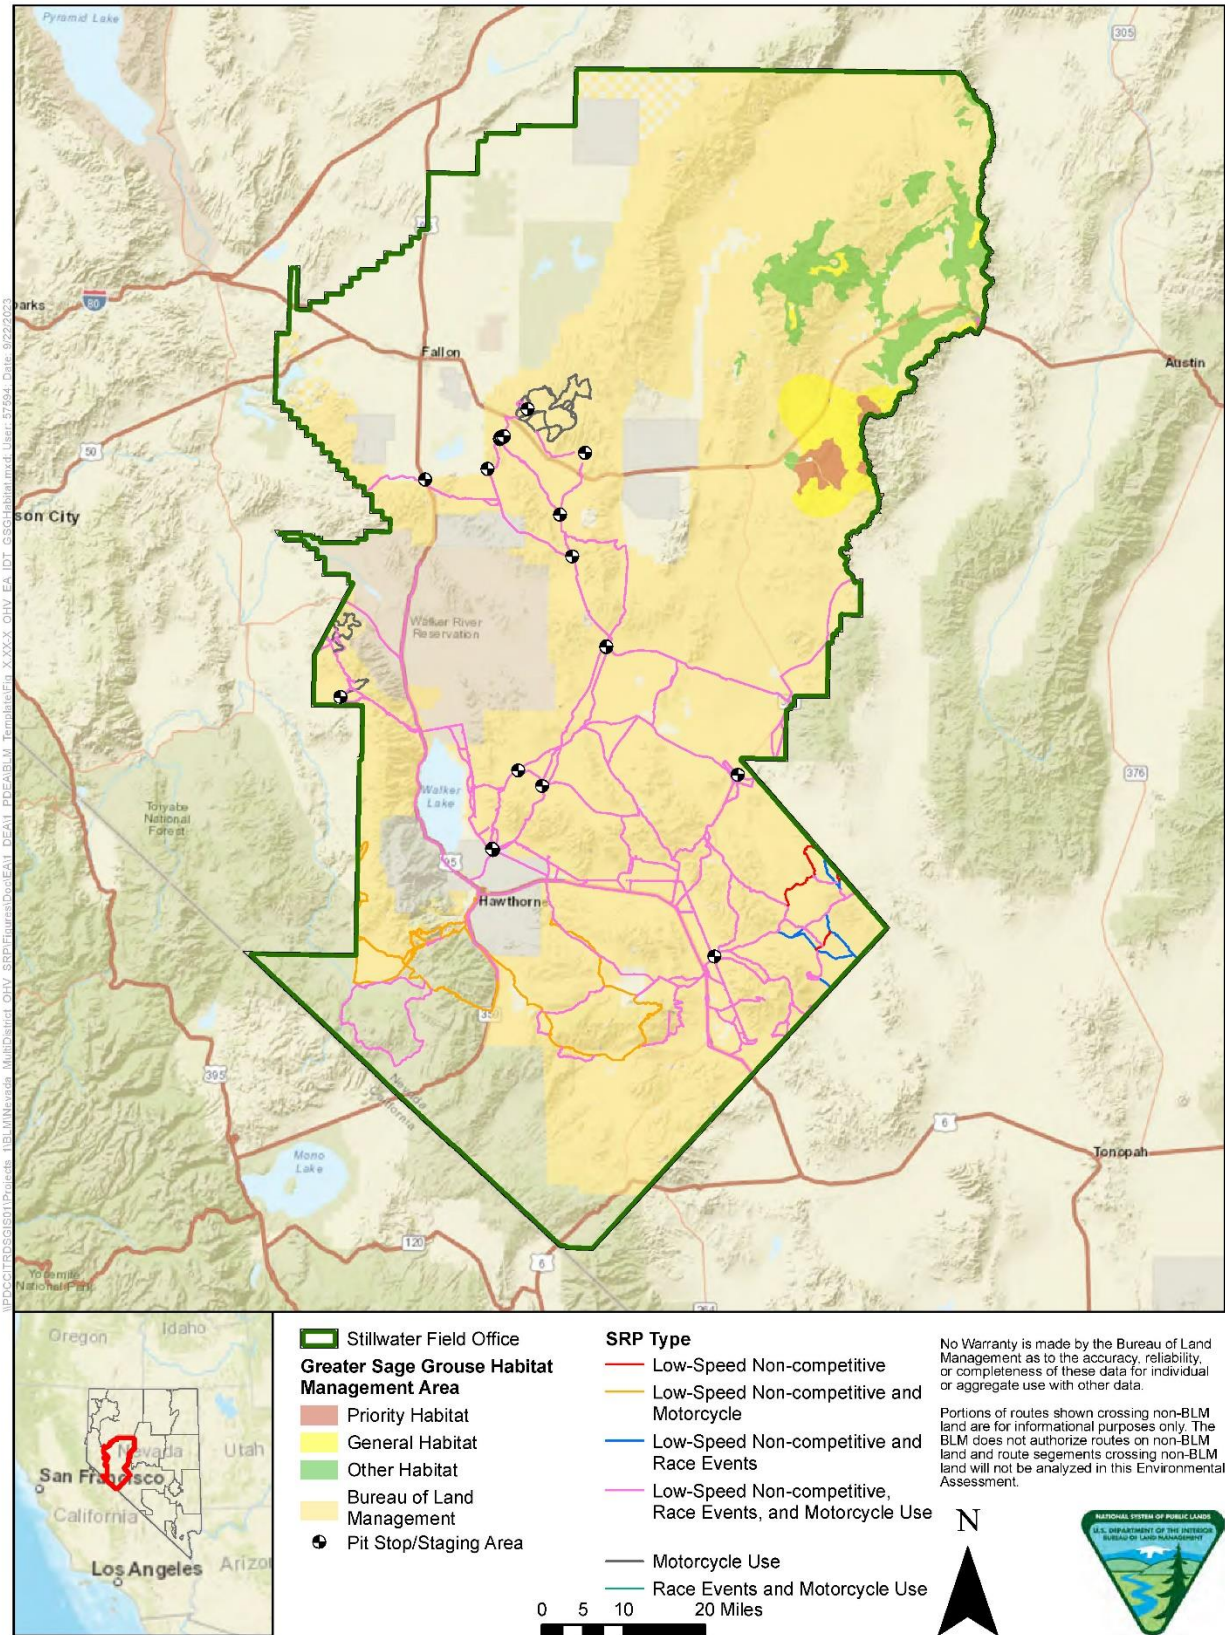 Pyramid Lake
305
80
Fallon
Austin
50
son City
Walker River
Reservation
Walker
Lake
376
Toiyabe
National
Forest
95
Hawthorne
Nevada
California
395
6
Tonopah
Mono
Lake
120
6
Yosemite
National Park
Oregon
Idaho
Nevada
Utah
San Francisco
California
Los Angeles
Stillwater Field Office
Greater Sage Grouse Habitat
Management Area
Priority Habitat
General Habitat
Other Habitat
Bureau of Land
Management
Pit Stop/Staging Area
SRP Type
Low-Speed Non-competitive
Low-Speed Non-competitive and
Motorcycle
Low-Speed Non-competitive and
Race Events
Low-Speed Non-competitive,
Race Events, and Motorcycle Use
Motorcycle Use
Race Events and Motorcycle Use
0 5 10 20 Miles
No Warranty is made by the Bureau of Land
Management as to the accuracy, reliability,
or completeness of these data for individual
or aggregate use with other data.
Portions of routes shown crossing non-BLM
land are for informational purposes only. The
BLM does not authorize routes on non-BLM
land and route segements crossing non-BLM
land will not be analyzed in this Environmental
Assessment.
N
NATIONAL SYSTEM OF PUBLIC LANDS
U.S. DEPARTMENT OF THE INTERIOR
BUREAU OF LAND MANAGEMENT